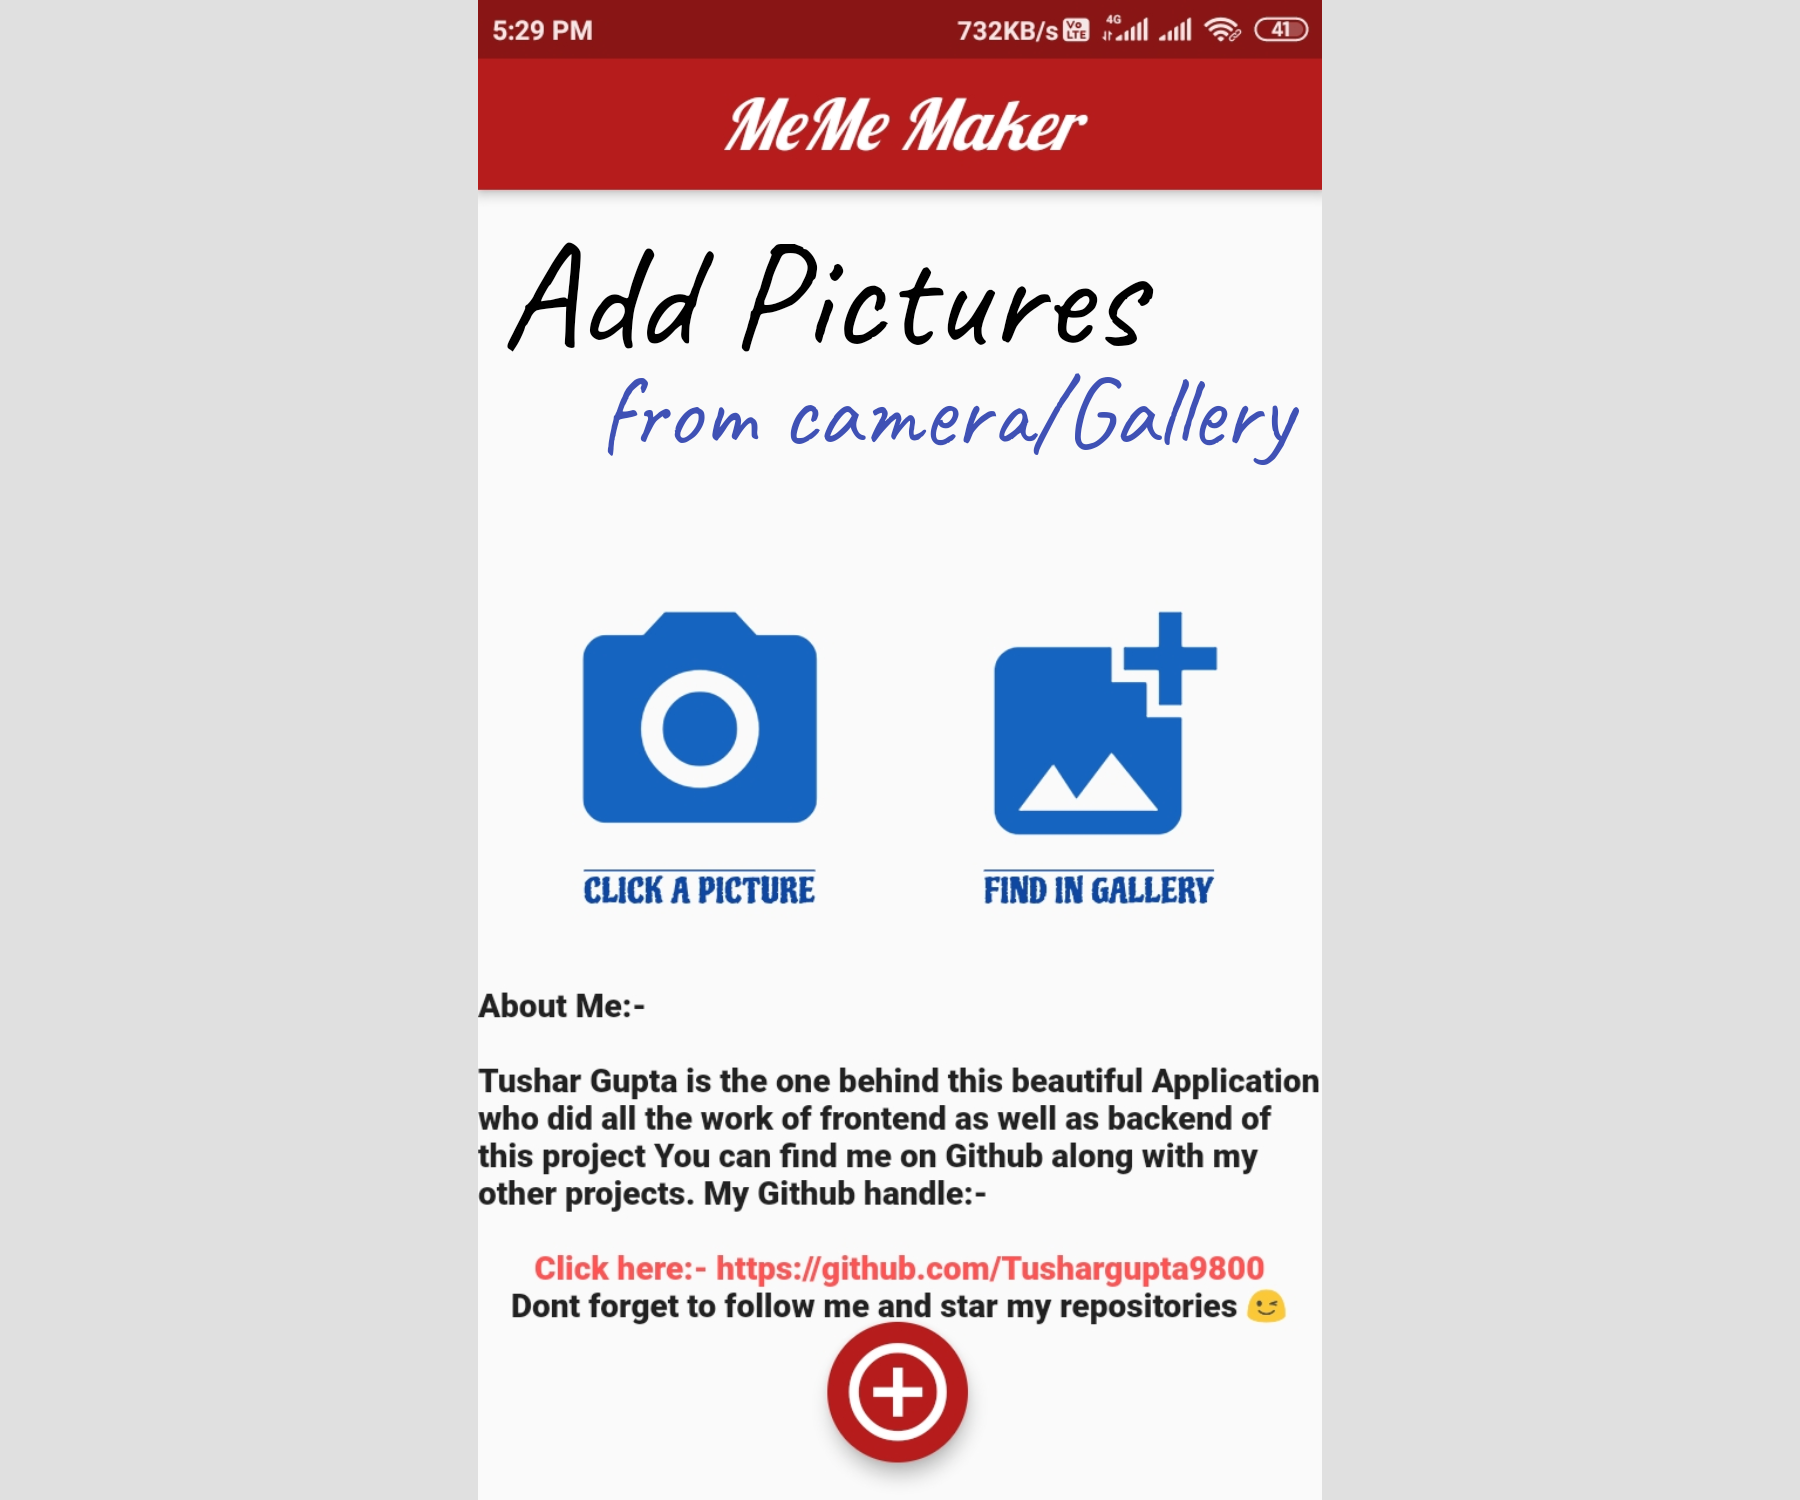 5:29 PM 732KB/s Vo LTE 4G 41
MeMe Maker
Add Pictures
from camera/Gallery
CLICK A PICTURE FIND IN GALLERY
About Me:-
Tushar Gupta is the one behind this beautiful Application
who did all the work of frontend as well as backend of
this project You can find me on Github along with my
other projects. My Github handle:-
Click here:- https://github.com/Tushargupta9800
Dont forget to follow me and star my repositories 😉